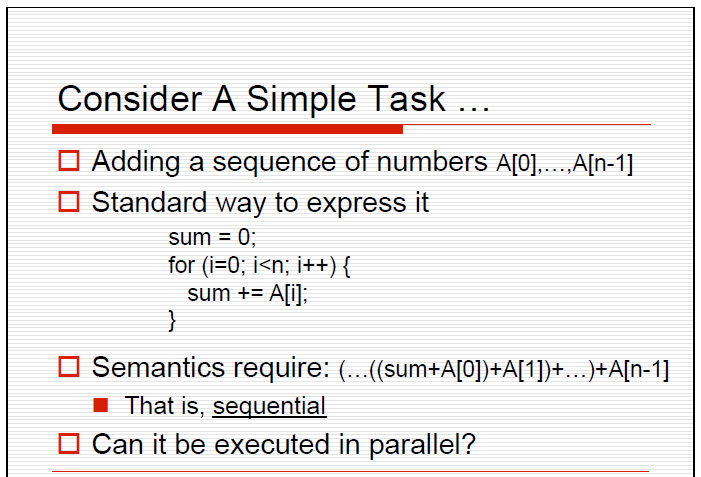 Consider A Simple Task …
Adding a sequence of numbers A[0],…,A[n-1]
Standard way to express it
sum = 0;
for (i=0; i<n; i++) {
sum += A[i];
}
Semantics require: (…((sum+A[0])+A[1])+…)+A[n-1]
That is, sequential
Can it be executed in parallel?